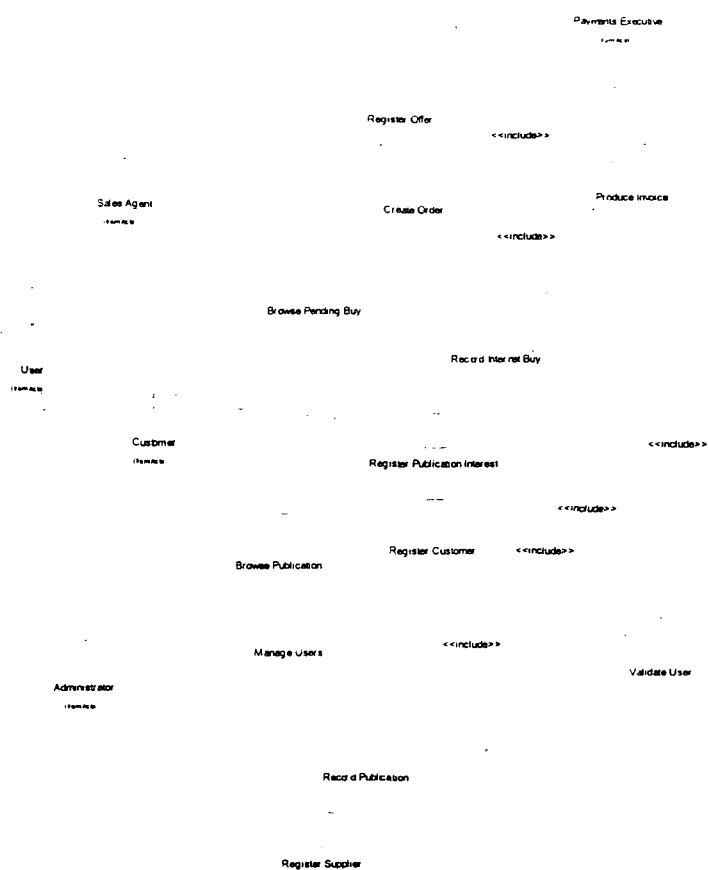 Payments Executive
Register Offer
<<include>>
Sales Agent
Produce Invoice
Create Order
<<include>>
Browse Pending Buy
Record Internet Buy
User
Customer
<<include>>
Register Publication Interest
<<include>>
Register Customer
<<include>>
Browse Publication
<<include>>
Manage Users
Validate User
Administrator
Record Publication
Register Supplier